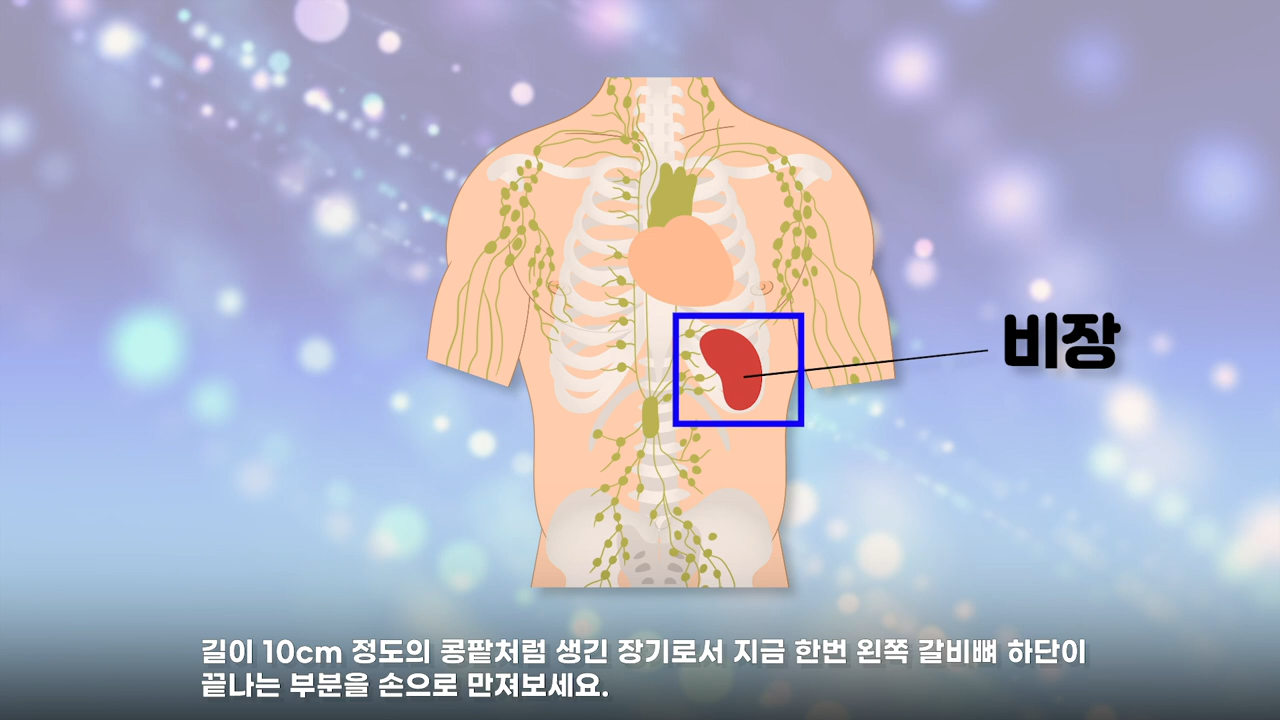 비장
길이 10cm 정도의 콩팥처럼 생긴 장기로서 지금 한번 왼쪽 갈비뼈 하단이
끝나는 부분을 손으로 만져보세요.